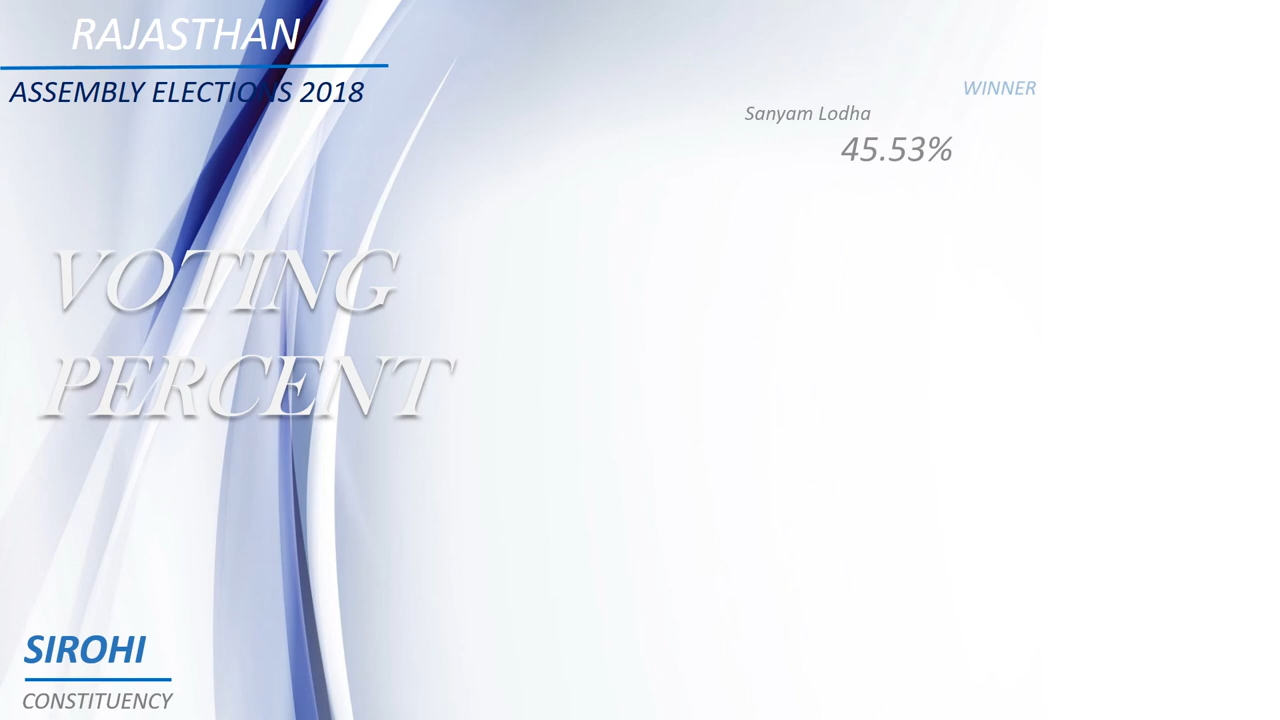 RAJASTHAN
ASSEMBLY ELECTIONS 2018
WINNER
Sanyam Lodha
45.53%
VOTING
PERCENT
SIROHI
CONSTITUENCY